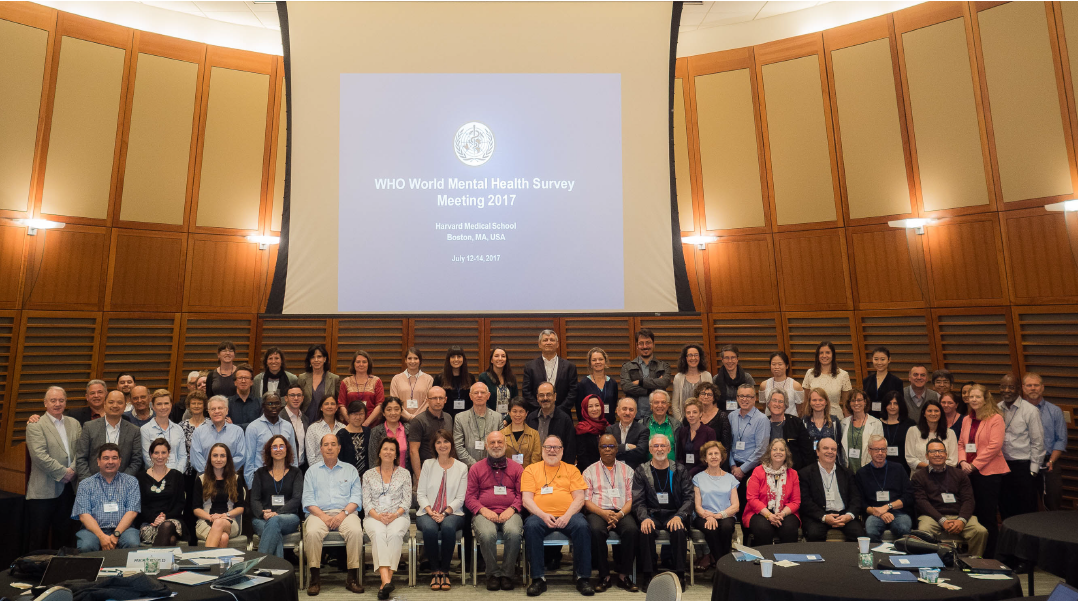 WHO World Mental Health Survey
Meeting 2017
Harvard Medical School
Boston, MA, USA
July 12-14, 2017